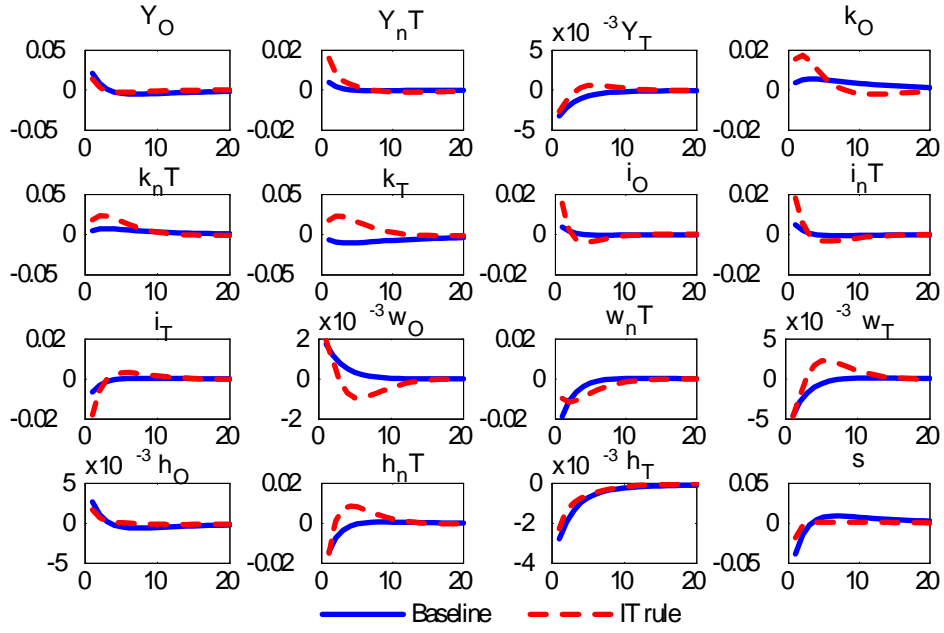 Y_O Y_nT x10^-3 Y_T k_O
0.05 0.02 5 0.02
0 0 0 0
-0.05 -0.02 -5 -0.02
0 10 20 0 10 20 0 10 20 0 10 20
k_nT k_T i_O i_nT
0.05 0.05 0.02 0.02
0 0 0 0
-0.05 -0.05 -0.02 -0.02
0 10 20 0 10 20 0 10 20 0 10 20
i_T x10^-3 w_O w_nT x10^-3 w_T
0.02 2 0.02 5
0 0 0 0
-0.02 -2 -0.02 -5
0 10 20 0 10 20 0 10 20 0 10 20
x10^-3 h_O h_nT x10^-3 h_T s
5 0.02 0 0.05
0 0 -2 0
-5 -0.02 -4 -0.05
0 10 20 0 10 20 0 10 20 0 10 20
Baseline IT rule